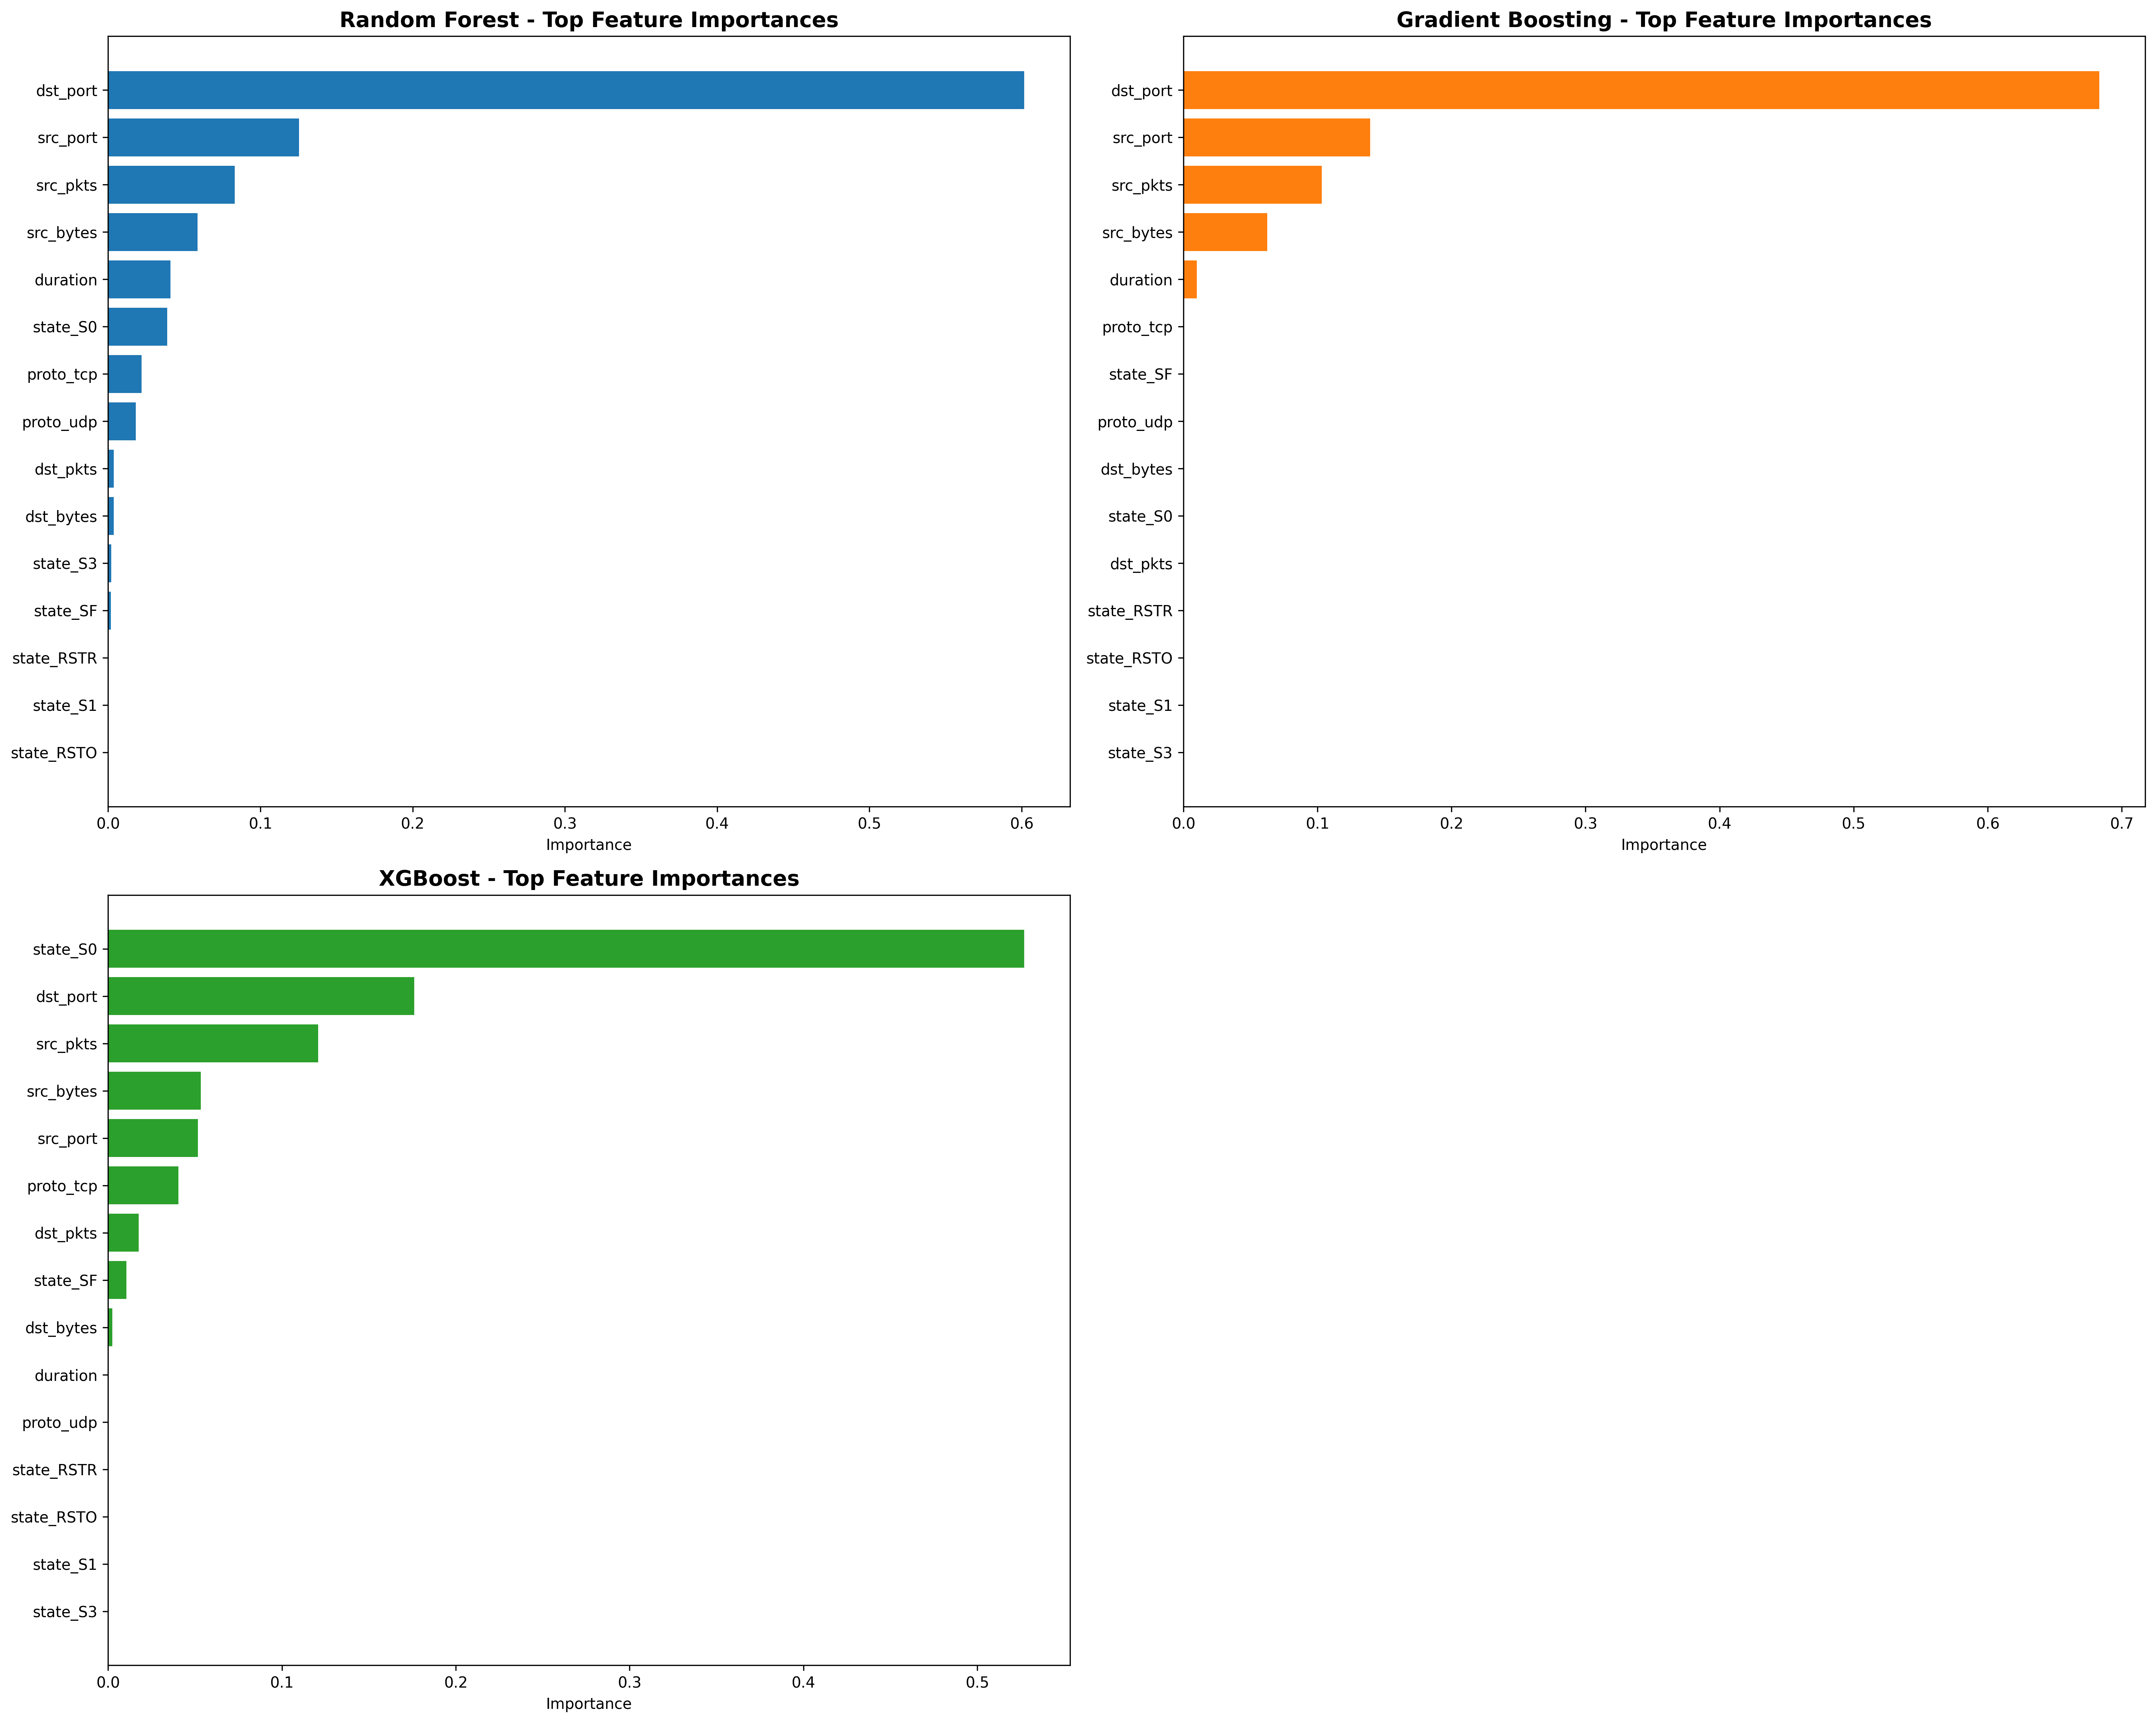 Random Forest - Top Feature Importances
dst_port
src_port
src_pkts
src_bytes
duration
state_S0
proto_tcp
proto_udp
dst_pkts
dst_bytes
state_S3
state_SF
state_RSTR
state_S1
state_RSTO
0.0 0.1 0.2 0.3 0.4 0.5 0.6
Importance
Gradient Boosting - Top Feature Importances
dst_port
src_port
src_pkts
src_bytes
duration
proto_tcp
state_SF
proto_udp
dst_bytes
state_S0
dst_pkts
state_RSTR
state_RSTO
state_S1
state_S3
0.0 0.1 0.2 0.3 0.4 0.5 0.6 0.7
Importance
XGBoost - Top Feature Importances
state_S0
dst_port
src_pkts
src_bytes
src_port
proto_tcp
dst_pkts
state_SF
dst_bytes
duration
proto_udp
state_RSTR
state_RSTO
state_S1
state_S3
0.0 0.1 0.2 0.3 0.4 0.5
Importance